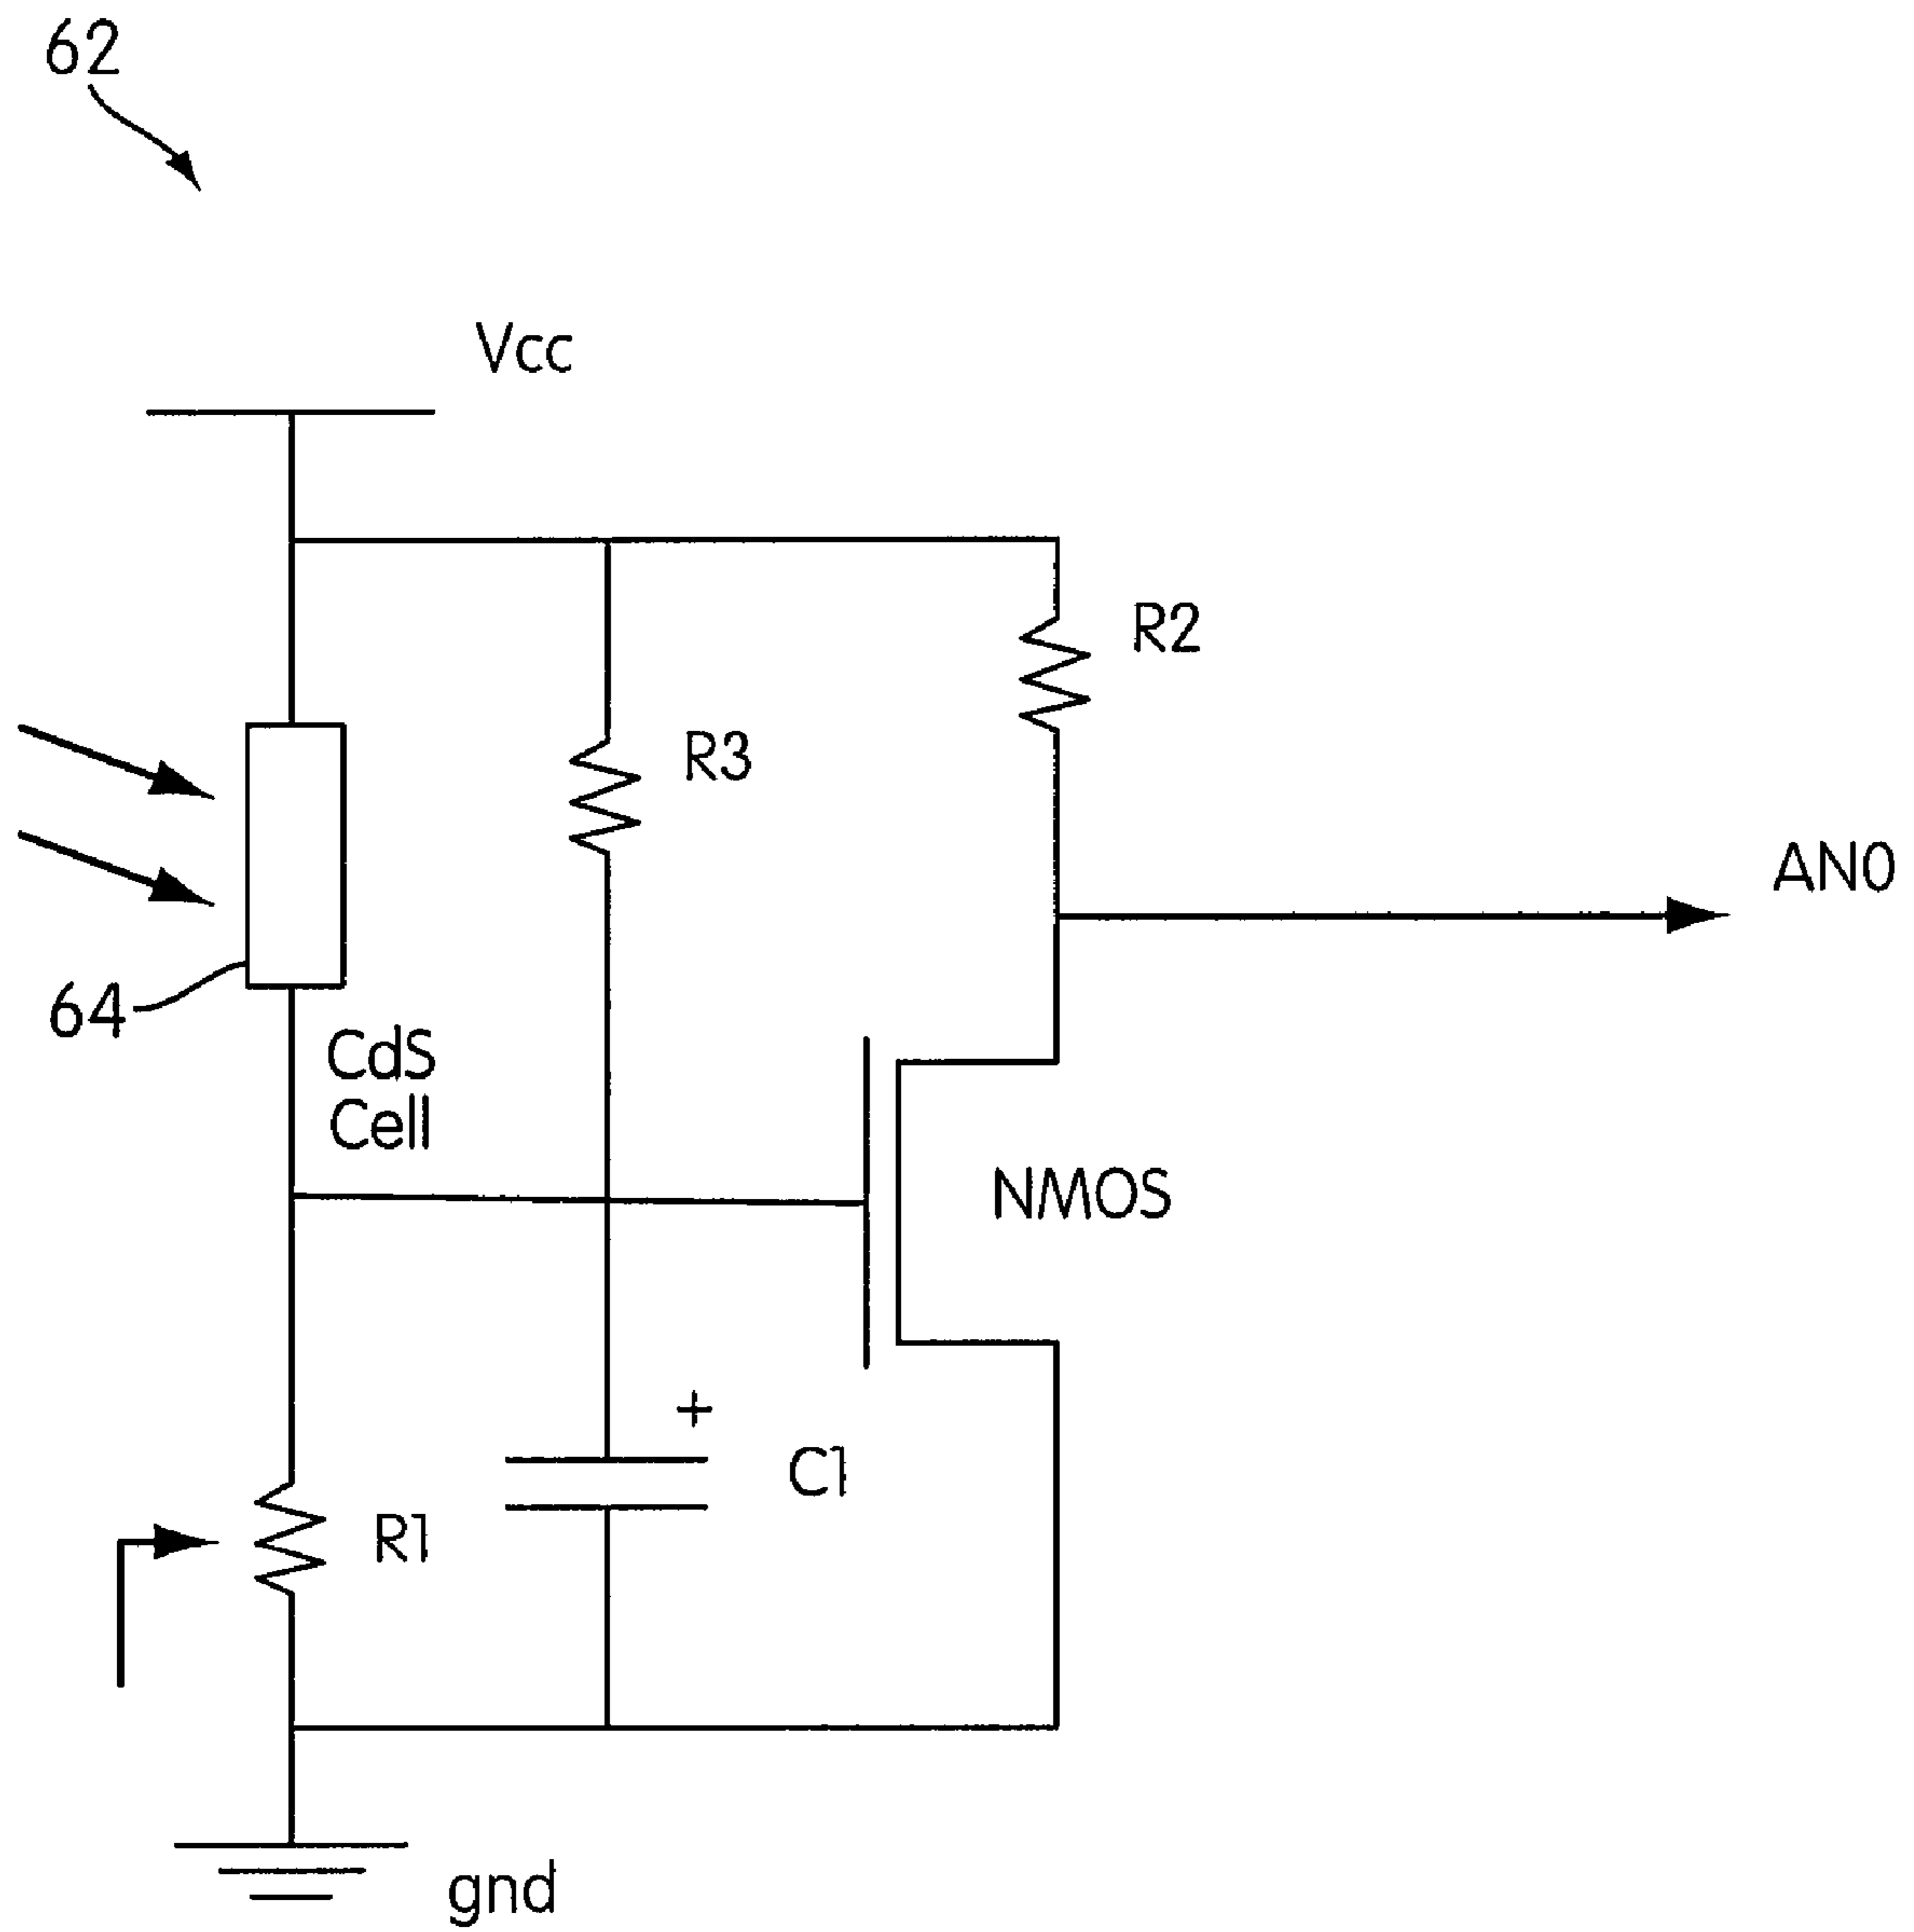 62
Vcc
R2
R3
AN0
64
CdS
Cell
NMOS
+
C1
R1
gnd